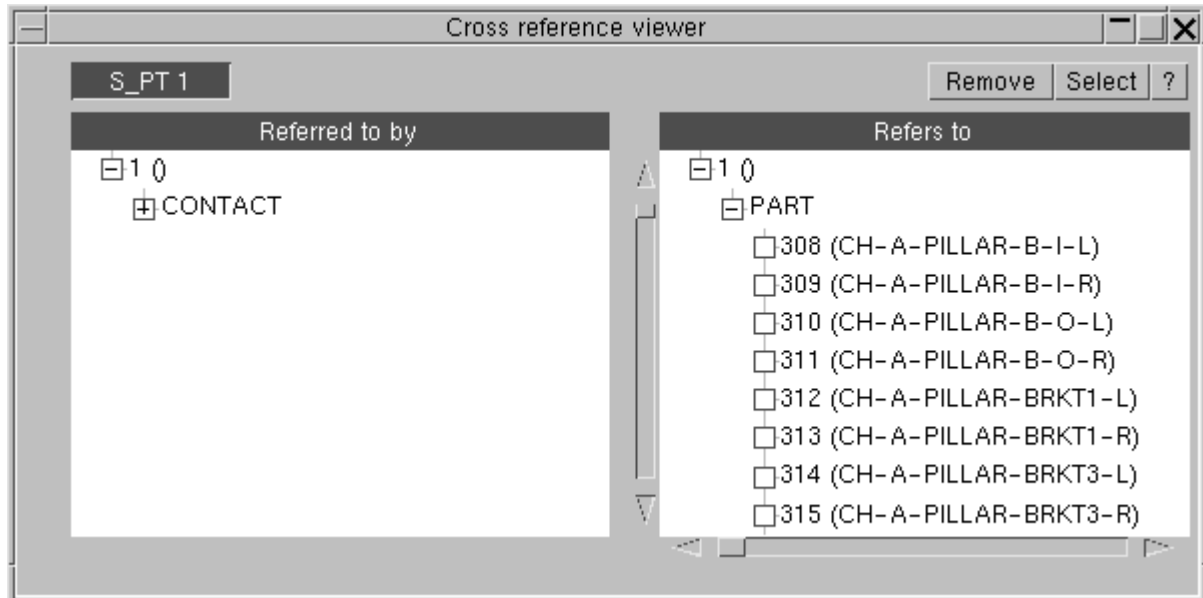 Cross reference viewer
S_PT 1
Remove
Select
?
Referred to by
1 ()
CONTACT
Refers to
1 ()
PART
308 (CH-A-PILLAR-B-I-L)
309 (CH-A-PILLAR-B-I-R)
310 (CH-A-PILLAR-B-O-L)
311 (CH-A-PILLAR-B-O-R)
312 (CH-A-PILLAR-BRKT1-L)
313 (CH-A-PILLAR-BRKT1-R)
314 (CH-A-PILLAR-BRKT3-L)
315 (CH-A-PILLAR-BRKT3-R)